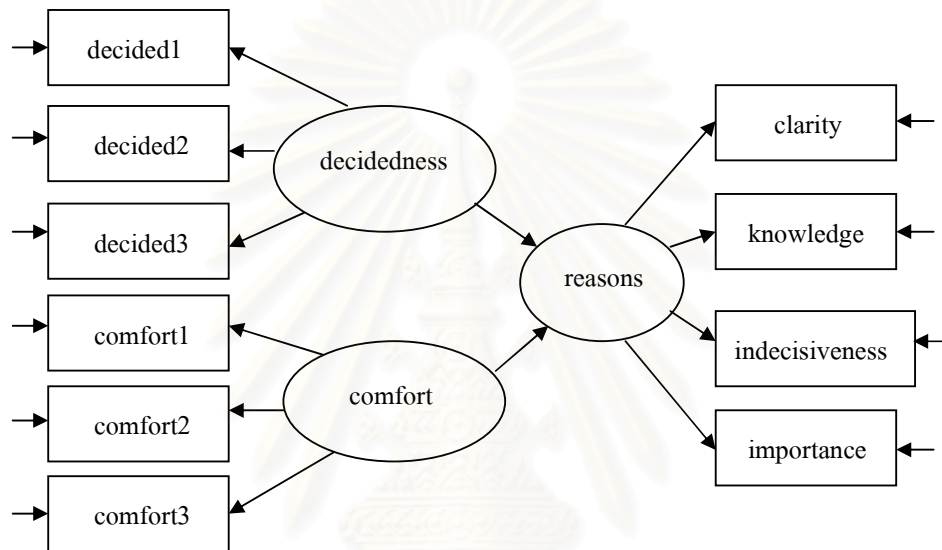 decided1
decided2
decided3
comfort1
comfort2
comfort3
decidedness
comfort
reasons
clarity
knowledge
indecisiveness
importance